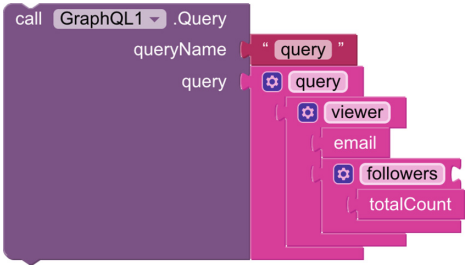 call GraphQL1 .Query
queryName “ query ”
query query
viewer
email
followers
totalCount